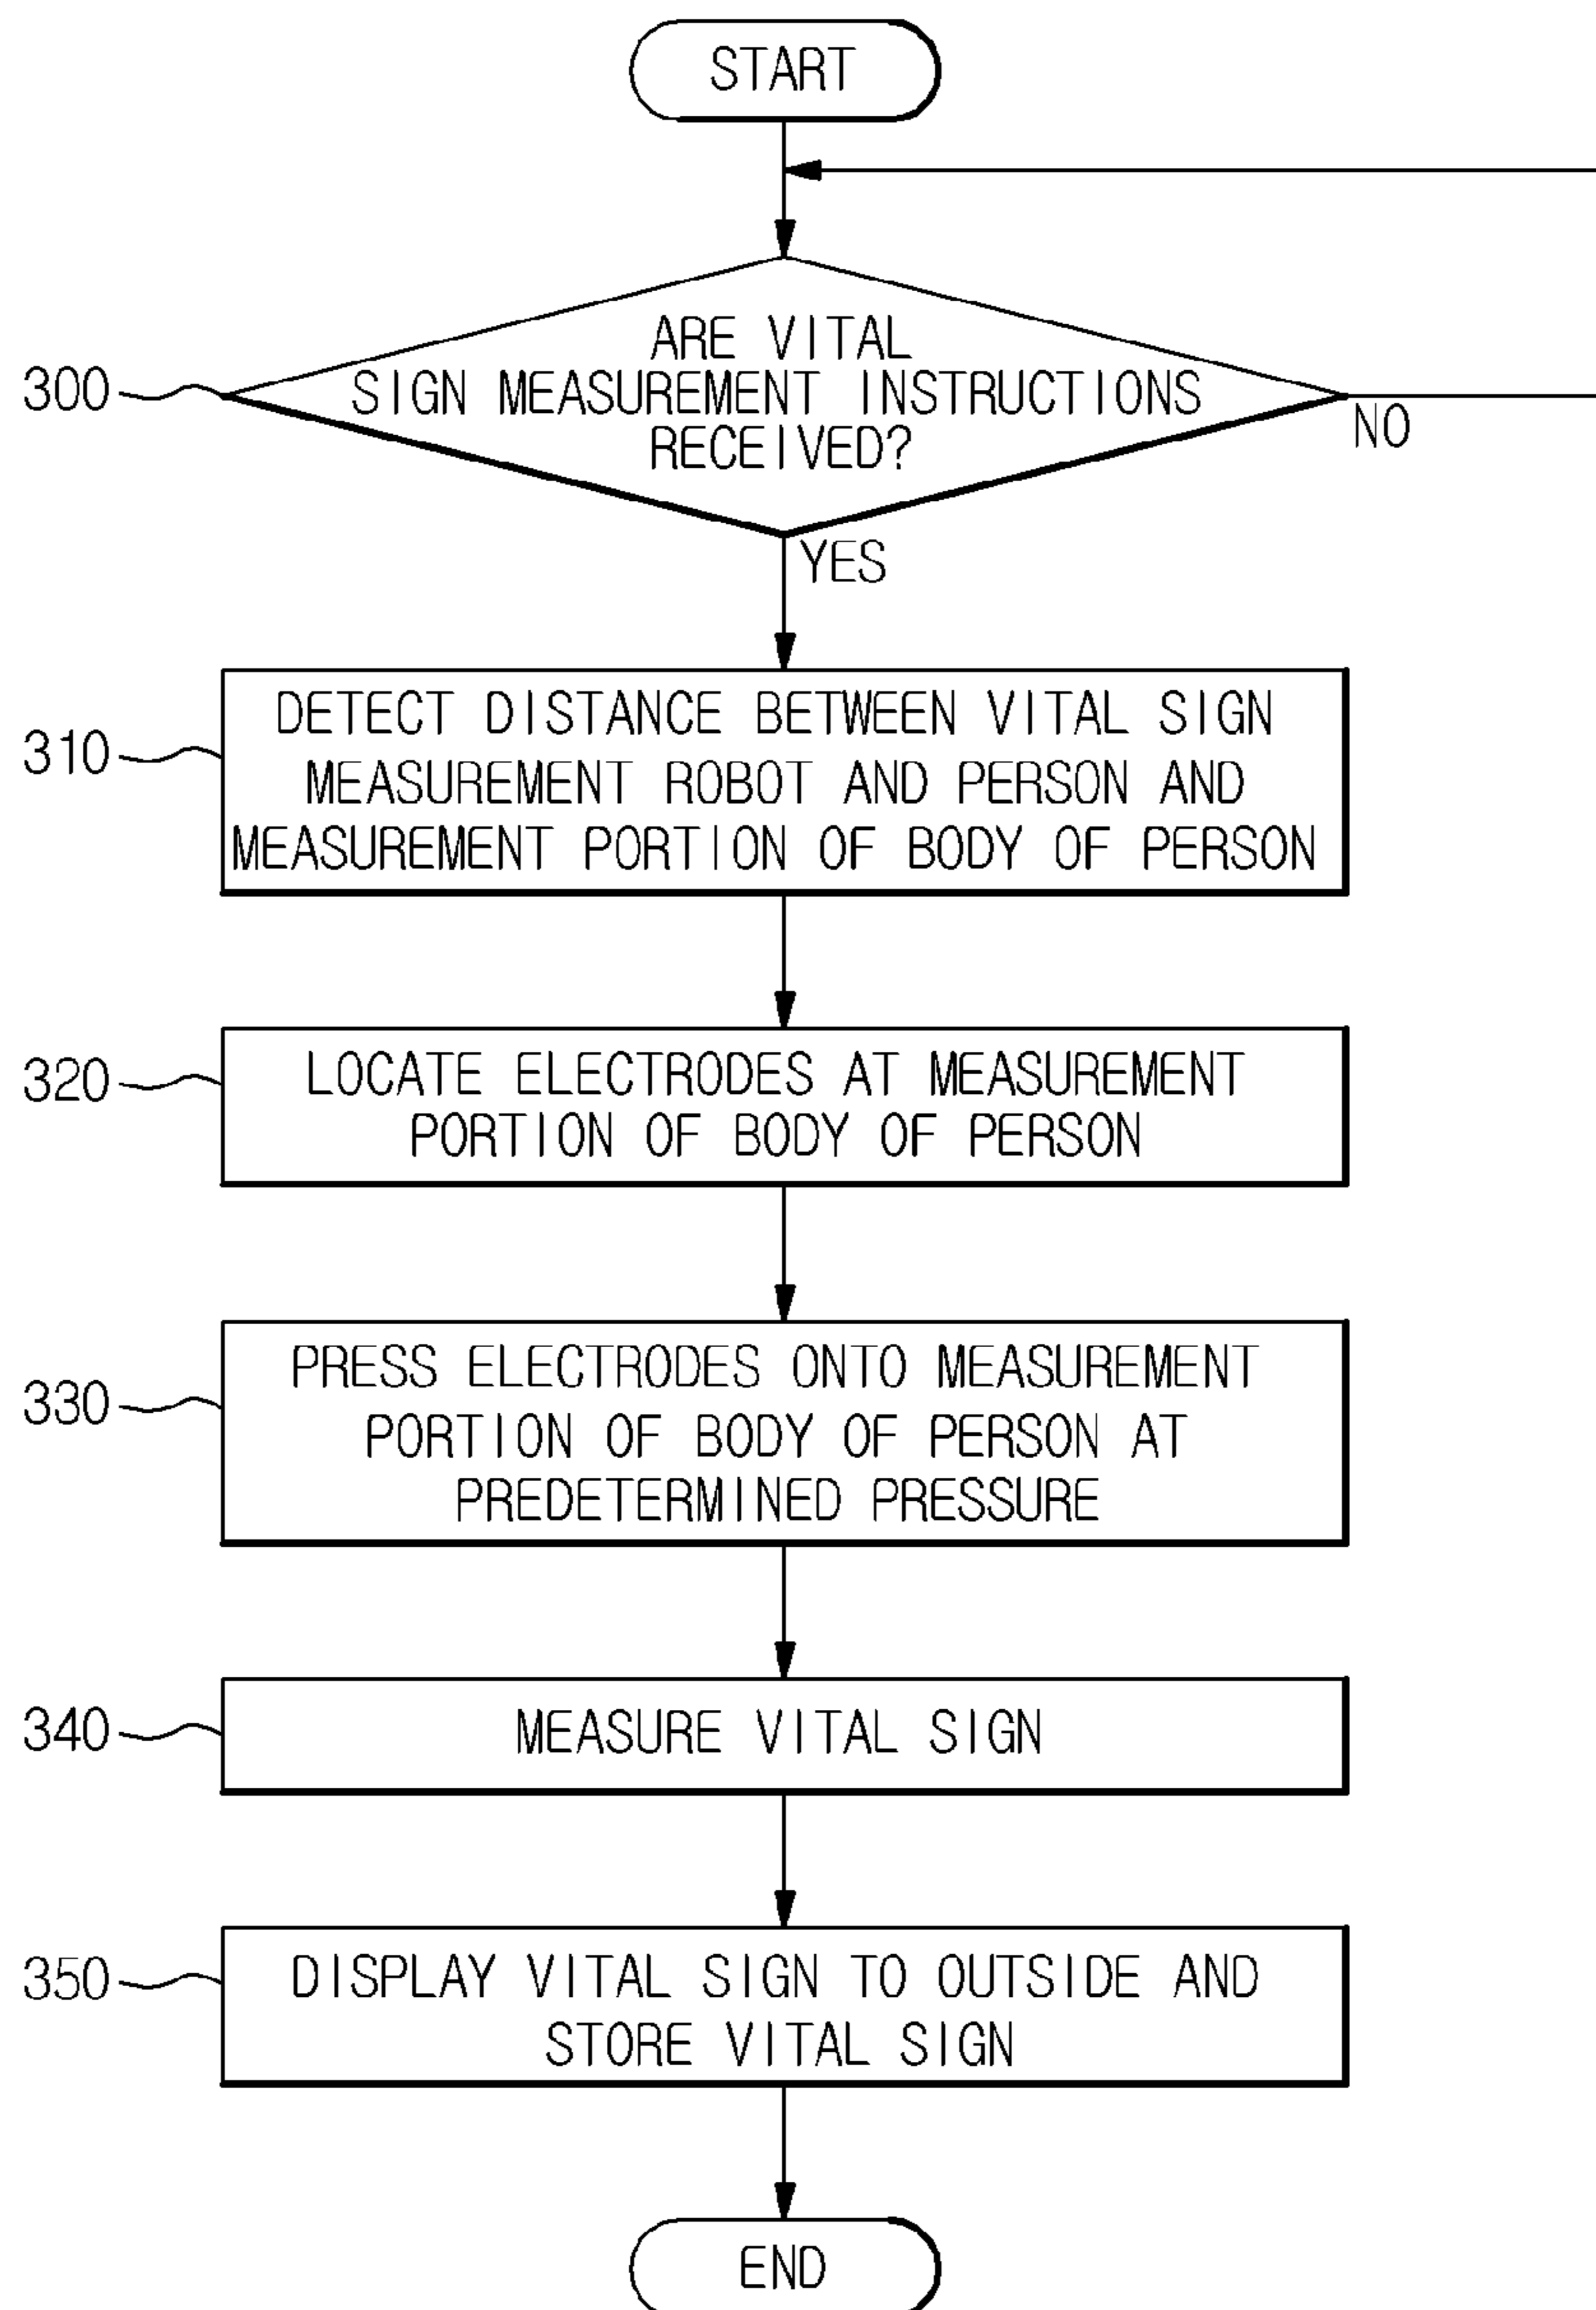 START
300
ARE VITAL
SIGN MEASUREMENT INSTRUCTIONS
RECEIVED?
NO
YES
310
DETECT DISTANCE BETWEEN VITAL SIGN
MEASUREMENT ROBOT AND PERSON AND
MEASUREMENT PORTION OF BODY OF PERSON
320
LOCATE ELECTRODES AT MEASUREMENT
PORTION OF BODY OF PERSON
330
PRESS ELECTRODES ONTO MEASUREMENT
PORTION OF BODY OF PERSON AT
PREDETERMINED PRESSURE
340
MEASURE VITAL SIGN
350
DISPLAY VITAL SIGN TO OUTSIDE AND
STORE VITAL SIGN
END